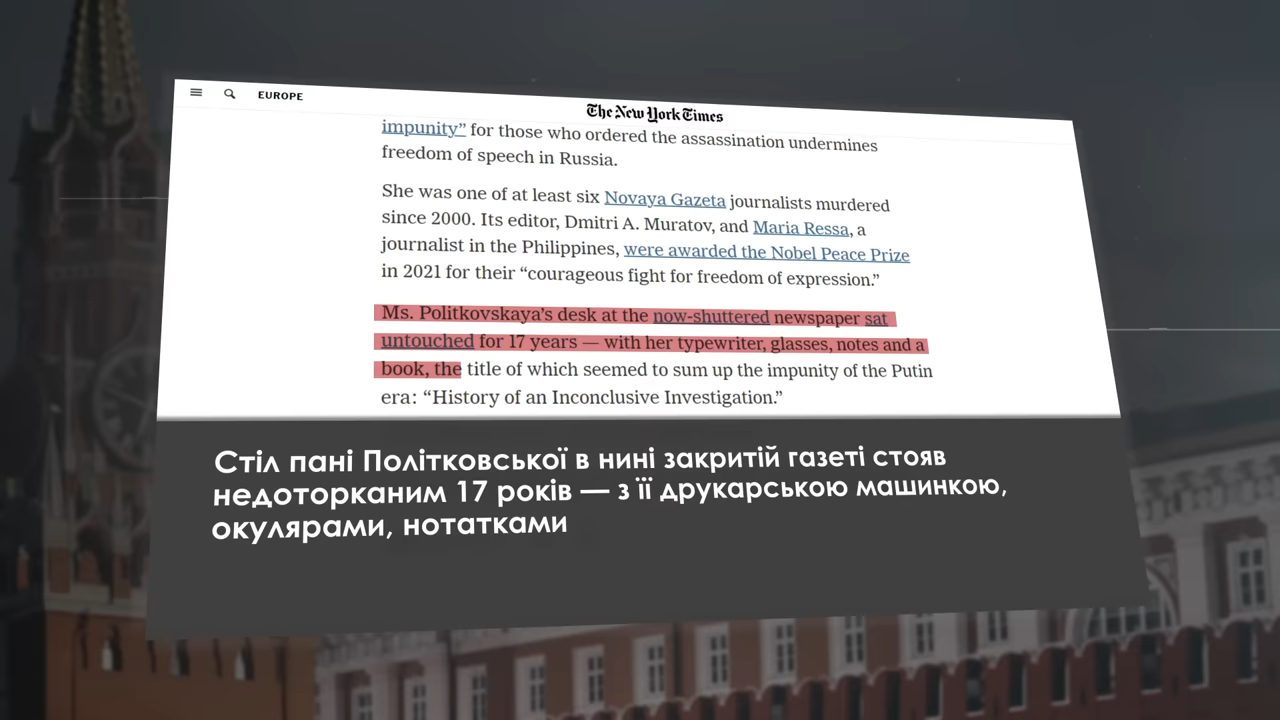 EUROPE
The New York Times
impunity” for those who ordered the assassination undermines
freedom of speech in Russia.
She was one of at least six Novaya Gazeta journalists murdered
since 2000. Its editor, Dmitri A. Muratov, and Maria Ressa, a
journalist in the Philippines, were awarded the Nobel Peace Prize
in 2021 for their “courageous fight for freedom of expression.”
Ms. Politkovskaya’s desk at the now-shuttered newspaper sat
untouched for 17 years — with her typewriter, glasses, notes and a
book, the title of which seemed to sum up the impunity of the Putin
era: “History of an Inconclusive Investigation.”
Стіл пані Політковської в нині закритій газеті стояв
недоторканим 17 років — з її друкарською машинкою,
окулярами, нотатками